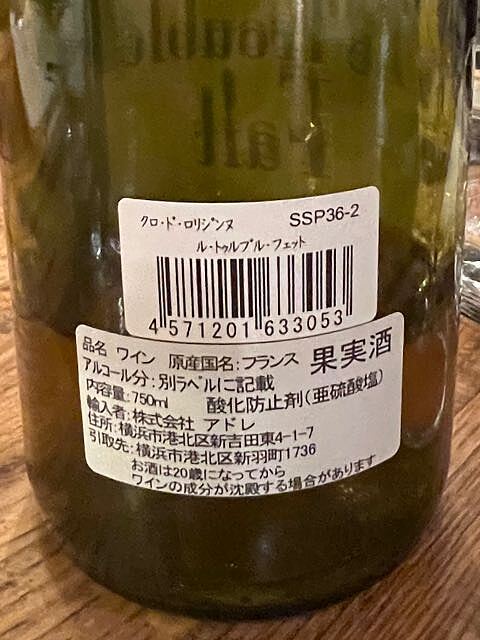 クロ・ド・ロリジンヌ SSP36-2
ル・トゥルブル・フェット
4 571201 633053
品名 ワイン 原産国名：フランス 果実酒
アルコール分：別ラベルに記載
内容量：750ml 酸化防止剤（亜硫酸塩）
輸入者：株式会社 アドレ
住所：横浜市港北区新吉田東4-1-7
引取先：横浜市港北区新羽町1736
お酒は20歳になってから
ワインの成分が沈殿する場合があります